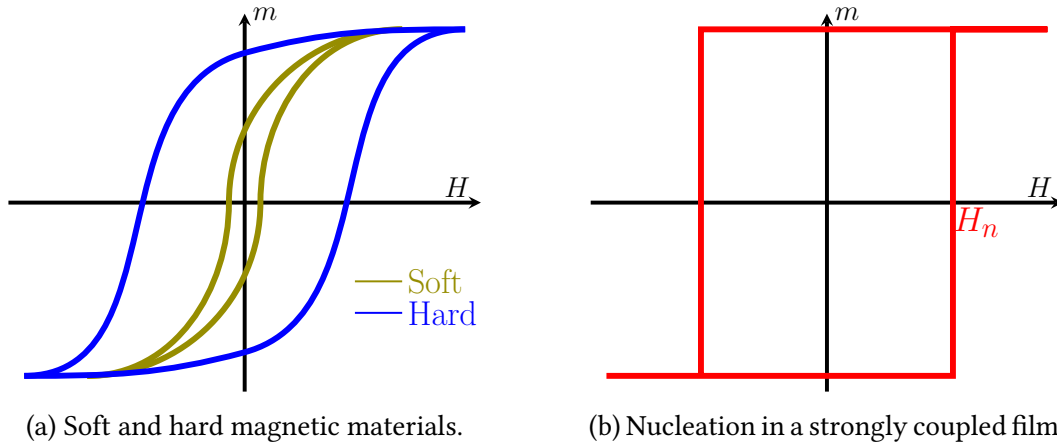 m
H
Soft
Hard
(a) Soft and hard magnetic materials.
m
H
H_n
(b) Nucleation in a strongly coupled film